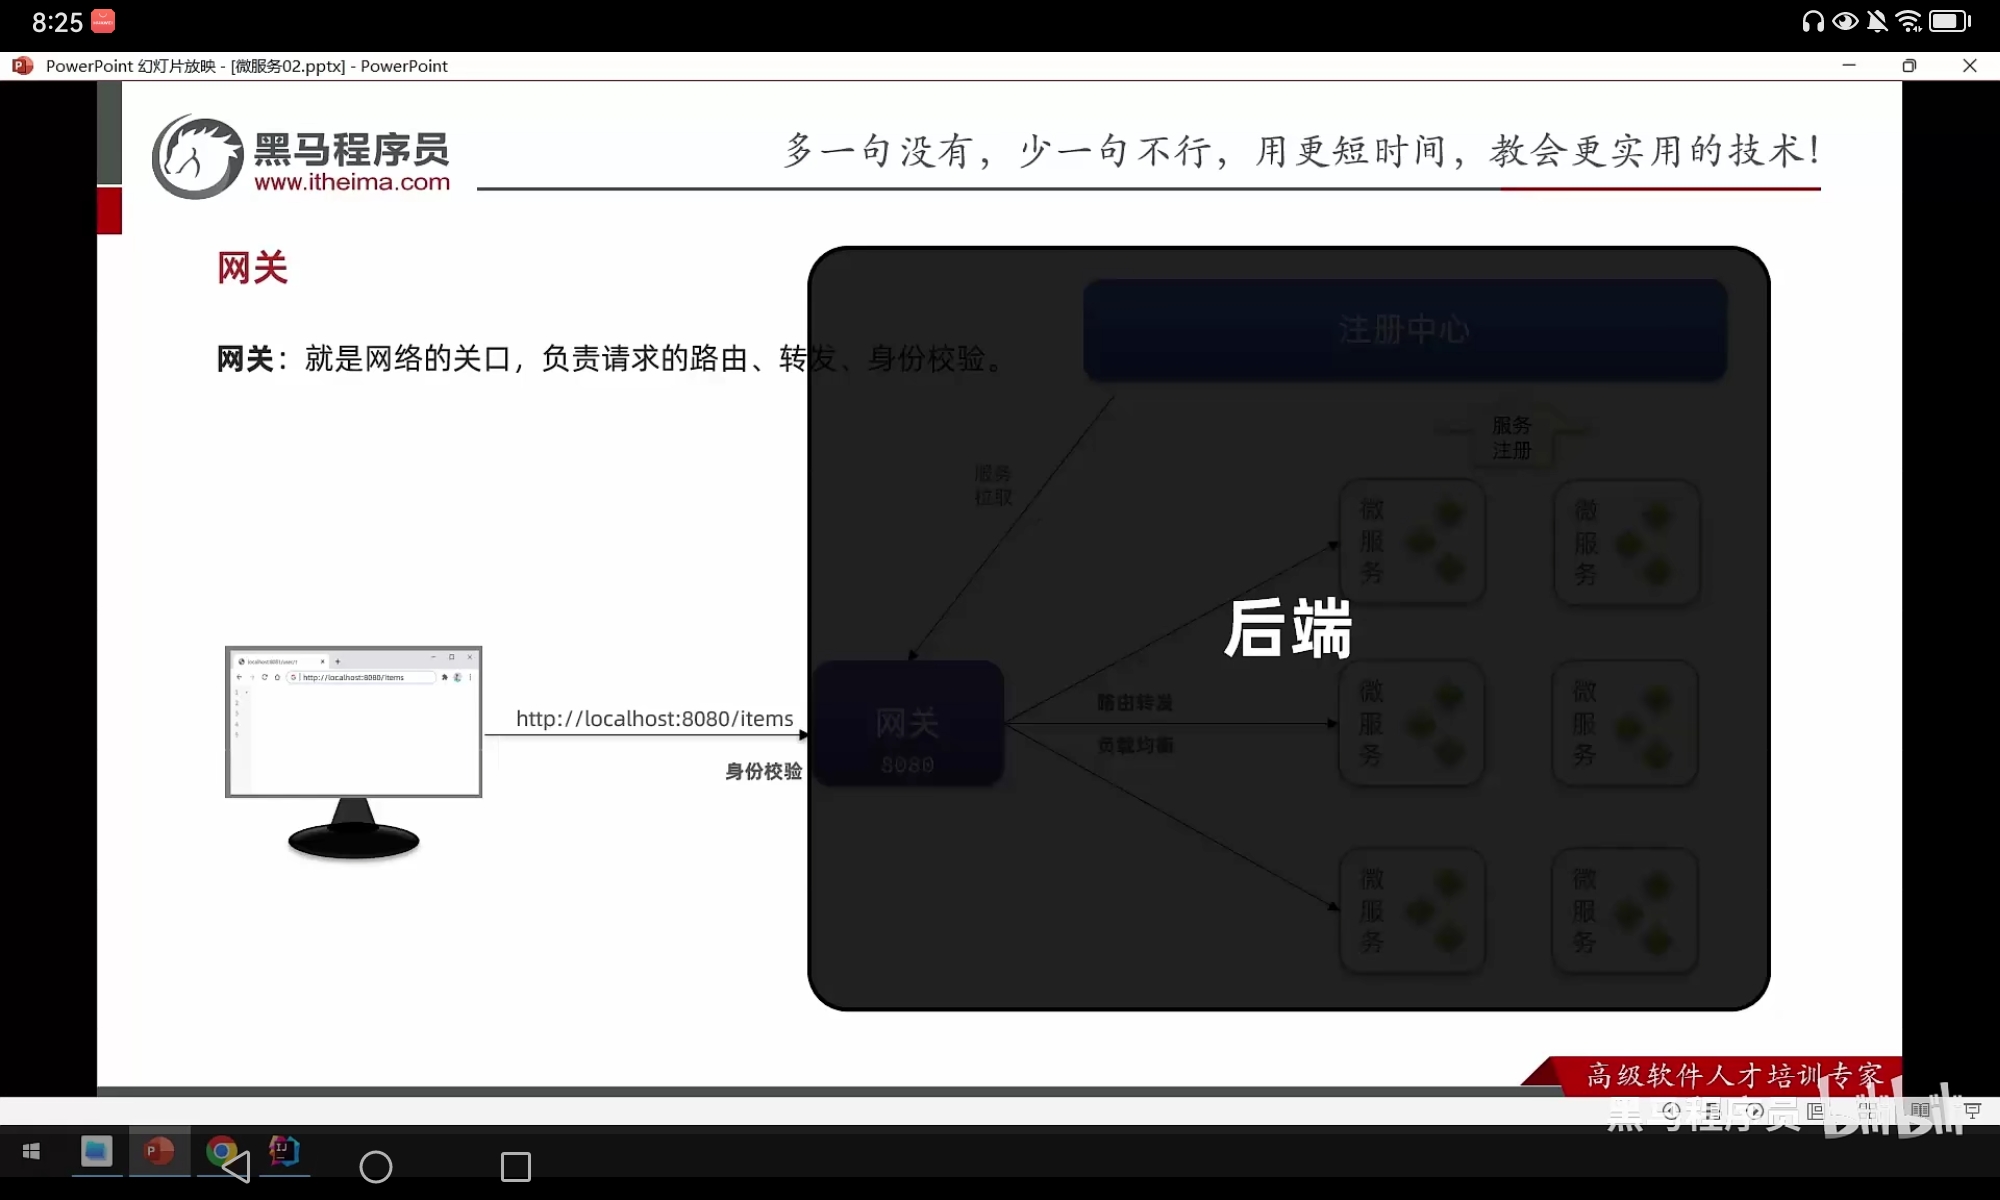 8:25
PowerPoint 幻灯片放映 - [微服务02.pptx] - PowerPoint
黑马程序员
www.itheima.com
多一句没有，少一句不行，用更短时间，教会更实用的技术！
网关
网关：就是网络的关口，负责请求的路由、转发、身份校验。
注册中心
服务
注册
服务
拉取
微
服
务
微
服
务
后端
http://localhost:8080/items
http://localhost:8080/items
身份校验
网关
8080
路由转发
负载均衡
微
服
务
微
服
务
微
服
务
微
服
务
高级软件人才培训专家
黑马程序员 bilibili